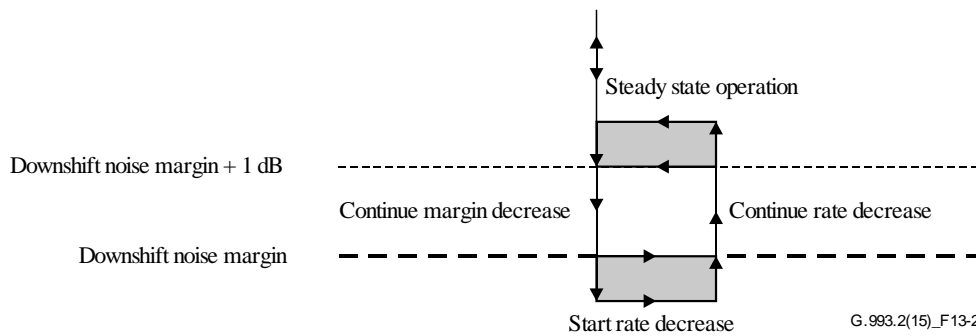 Steady state operation
Downshift noise margin + 1 dB
Continue margin decrease
Continue rate decrease
Downshift noise margin
Start rate decrease
G.993.2(15)_F13-2